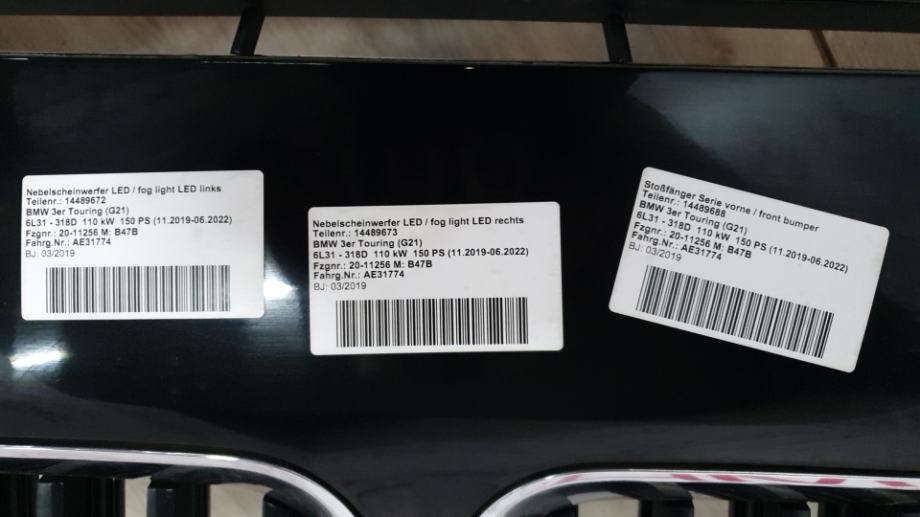 Nebelscheinwerfer LED / fog light LED links
Teilenr.: 14489672
BMW 3er Touring (G21)
6L31 - 318D 110 kW 150 PS (11.2019-06.2022)
Fzgnr.: 20-11256 M: B47B
Fahrg.Nr.: AE31774
BJ: 03/2019
Nebelscheinwerfer LED / fog light LED rechts
Teilenr.: 14489673
BMW 3er Touring (G21)
6L31 - 318D 110 kW 150 PS (11.2019-06.2022)
Fzgnr.: 20-11256 M: B47B
Fahrg.Nr.: AE31774
BJ: 03/2019
Stoßfänger Serie vorne / front bumper
Teilenr.: 14489688
BMW 3er Touring (G21)
6L31 - 318D 110 kW 150 PS (11.2019-06.2022)
Fzgnr.: 20-11256 M: B47B
Fahrg.Nr.: AE31774
BJ: 03/2019